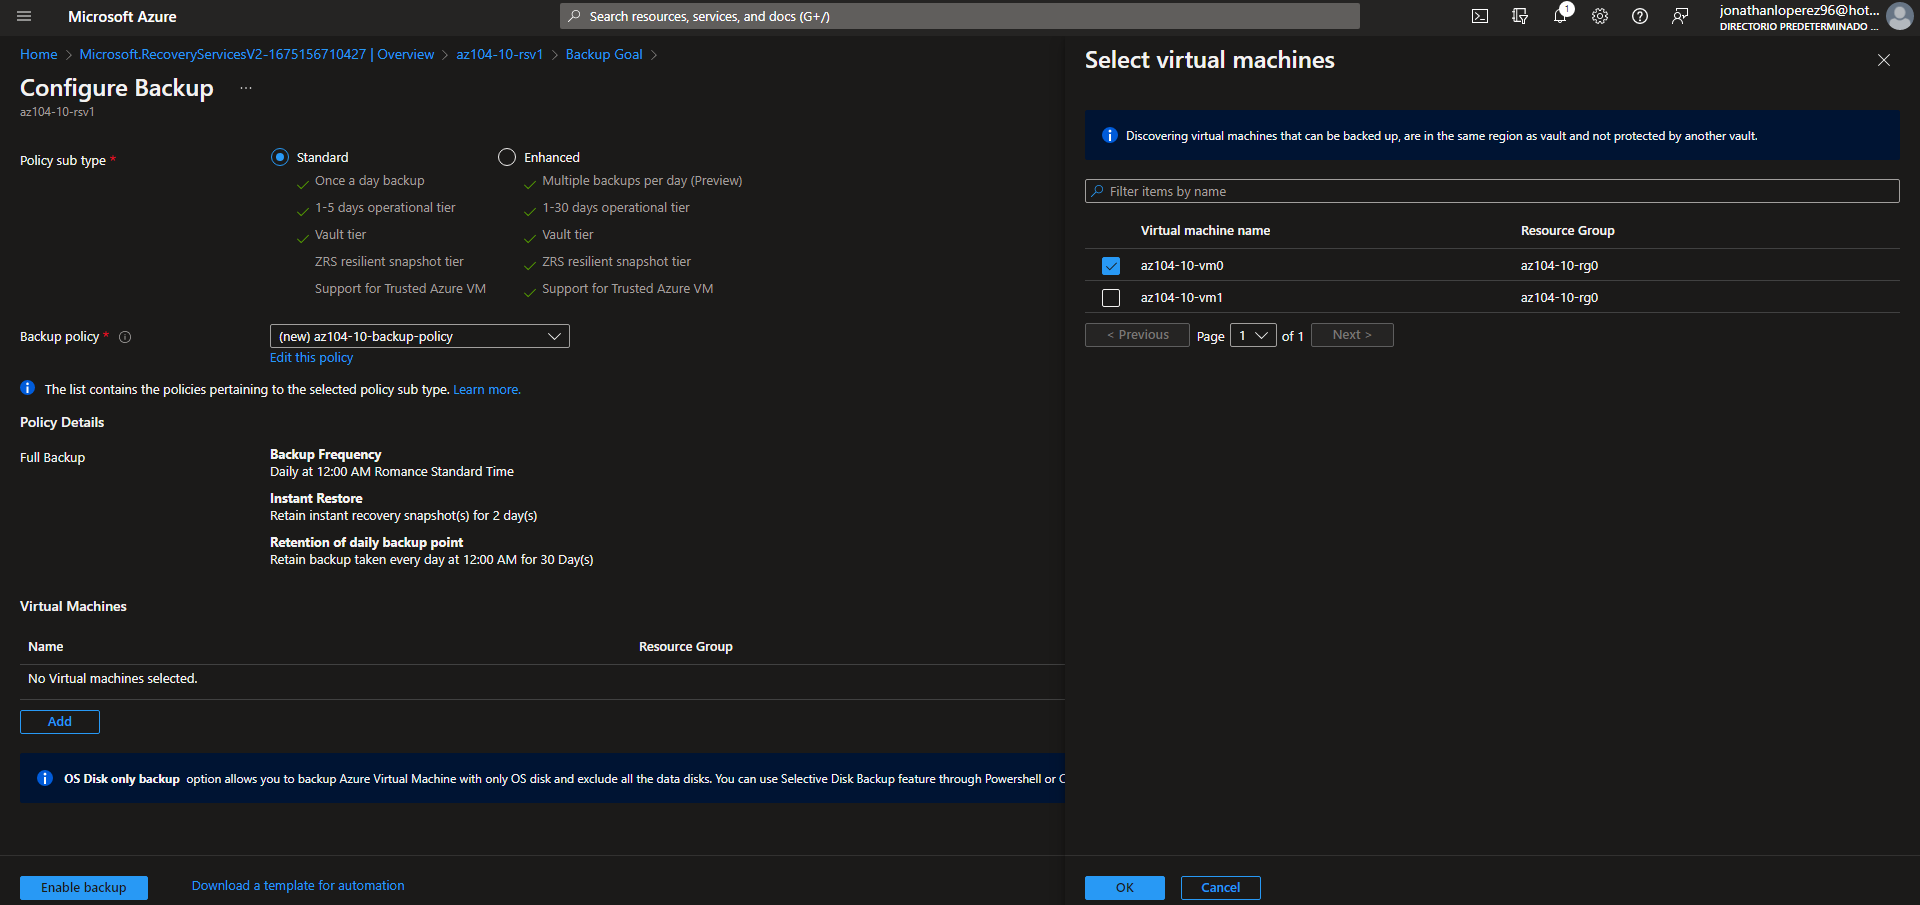 Microsoft Azure
Search resources, services, and docs (G+/)
1
jonathanloperez96@hot...
DIRECTORIO PREDETERMINADO ...
Home > Microsoft.RecoveryServicesV2-1675156710427 | Overview > az104-10-rsv1 > Backup Goal >
Configure Backup ...
az104-10-rsv1
Policy sub type *
Standard
Once a day backup
1-5 days operational tier
Vault tier
ZRS resilient snapshot tier
Support for Trusted Azure VM
Enhanced
Multiple backups per day (Preview)
1-30 days operational tier
Vault tier
ZRS resilient snapshot tier
Support for Trusted Azure VM
Backup policy *
(new) az104-10-backup-policy
Edit this policy
The list contains the policies pertaining to the selected policy sub type. Learn more.
Policy Details
Full Backup
Backup Frequency
Daily at 12:00 AM Romance Standard Time
Instant Restore
Retain instant recovery snapshot(s) for 2 day(s)
Retention of daily backup point
Retain backup taken every day at 12:00 AM for 30 Day(s)
Virtual Machines
Name Resource Group
No Virtual machines selected.
Add
OS Disk only backup option allows you to backup Azure Virtual Machine with only OS disk and exclude all the data disks. You can use Selective Disk Backup feature through Powershell or C
Enable backup
Download a template for automation
Select virtual machines
Discovering virtual machines that can be backed up, are in the same region as vault and not protected by another vault.
Filter items by name
Virtual machine name Resource Group
az104-10-vm0 az104-10-rg0
az104-10-vm1 az104-10-rg0
< Previous Page 1 of 1 Next >
OK Cancel